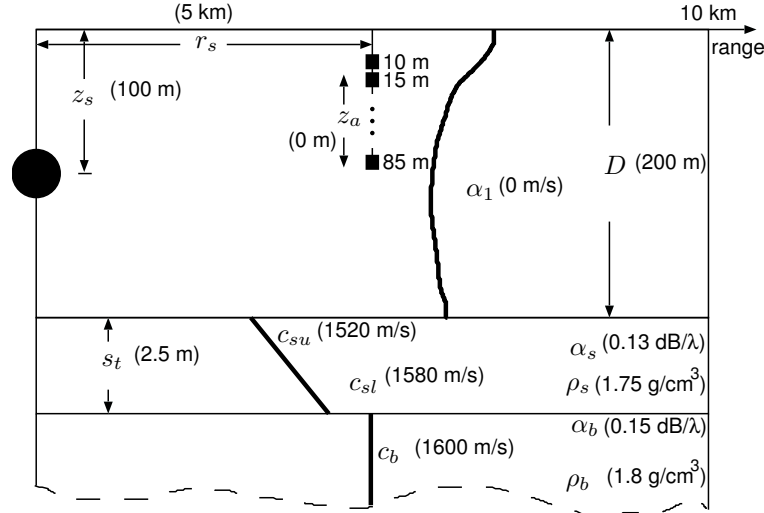 (5 km)
10 km
r_s
range
10 m
15 m
z_s (100 m)
z_a
(0 m)
85 m
D (200 m)
α_1 (0 m/s)
s_t (2.5 m)
c_su (1520 m/s)
c_sl (1580 m/s)
α_s (0.13 dB/λ)
ρ_s (1.75 g/cm³)
c_b (1600 m/s)
α_b (0.15 dB/λ)
ρ_b (1.8 g/cm³)